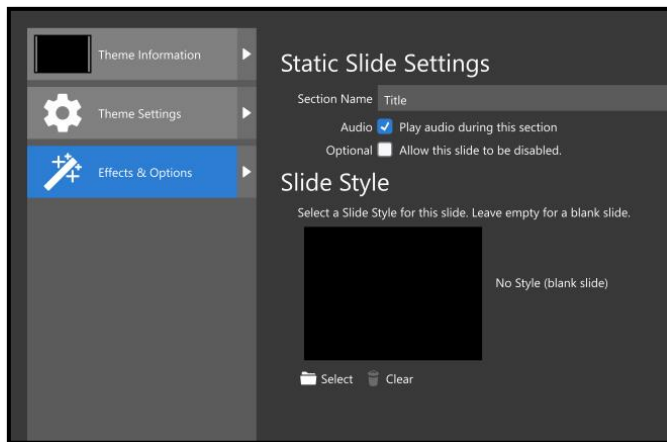 Theme Information
Theme Settings
Effects & Options
Static Slide Settings
Section Name Title
Audio Play audio during this section
Optional Allow this slide to be disabled.
Slide Style
Select a Slide Style for this slide. Leave empty for a blank slide.
No Style (blank slide)
Select Clear